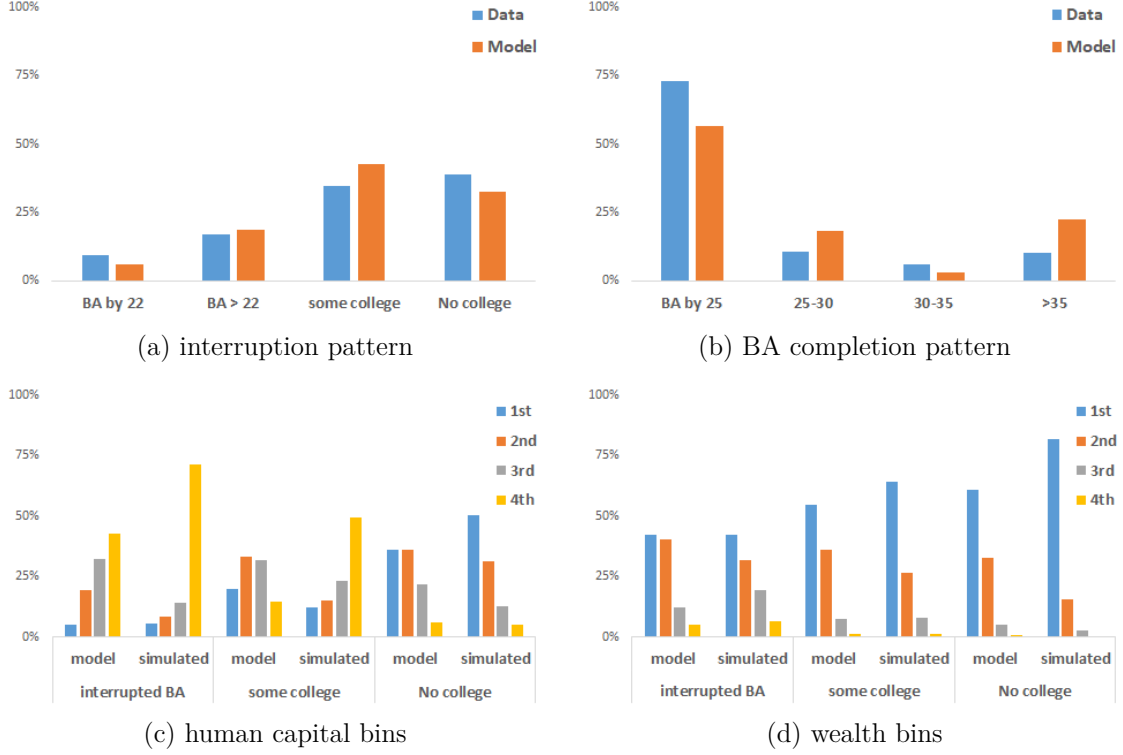 100%
75%
50%
25%
0%
Data
Model
BA by 22 BA > 22 some college No college
(a) interruption pattern
100%
75%
50%
25%
0%
Data
Model
BA by 25 25-30 30-35 >35
(b) BA completion pattern
100%
75%
50%
25%
0%
1st
2nd
3rd
4th
model simulated model simulated model simulated
interrupted BA some college No college
(c) human capital bins
100%
75%
50%
25%
0%
1st
2nd
3rd
4th
model simulated model simulated model simulated
interrupted BA some college No college
(d) wealth bins